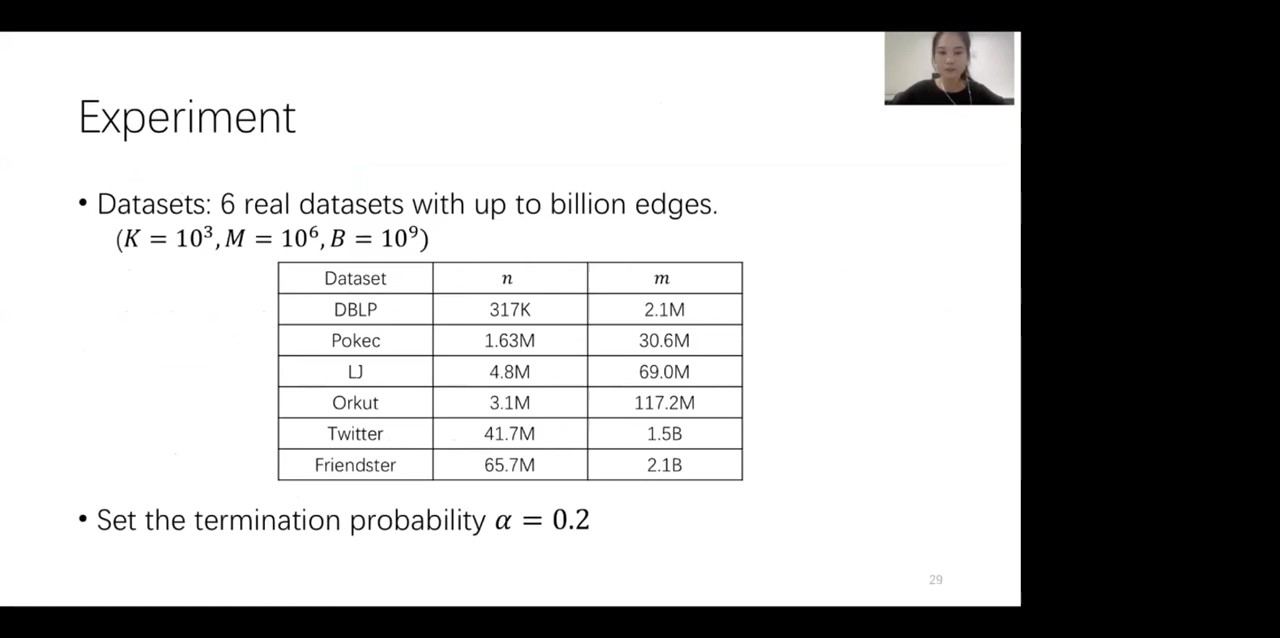 Experiment
• Datasets: 6 real datasets with up to billion edges.
(K = 10³, M = 10⁶, B = 10⁹)
Dataset n m
DBLP 317K 2.1M
Pokec 1.63M 30.6M
LJ 4.8M 69.0M
Orkut 3.1M 117.2M
Twitter 41.7M 1.5B
Friendster 65.7M 2.1B
• Set the termination probability α = 0.2
29